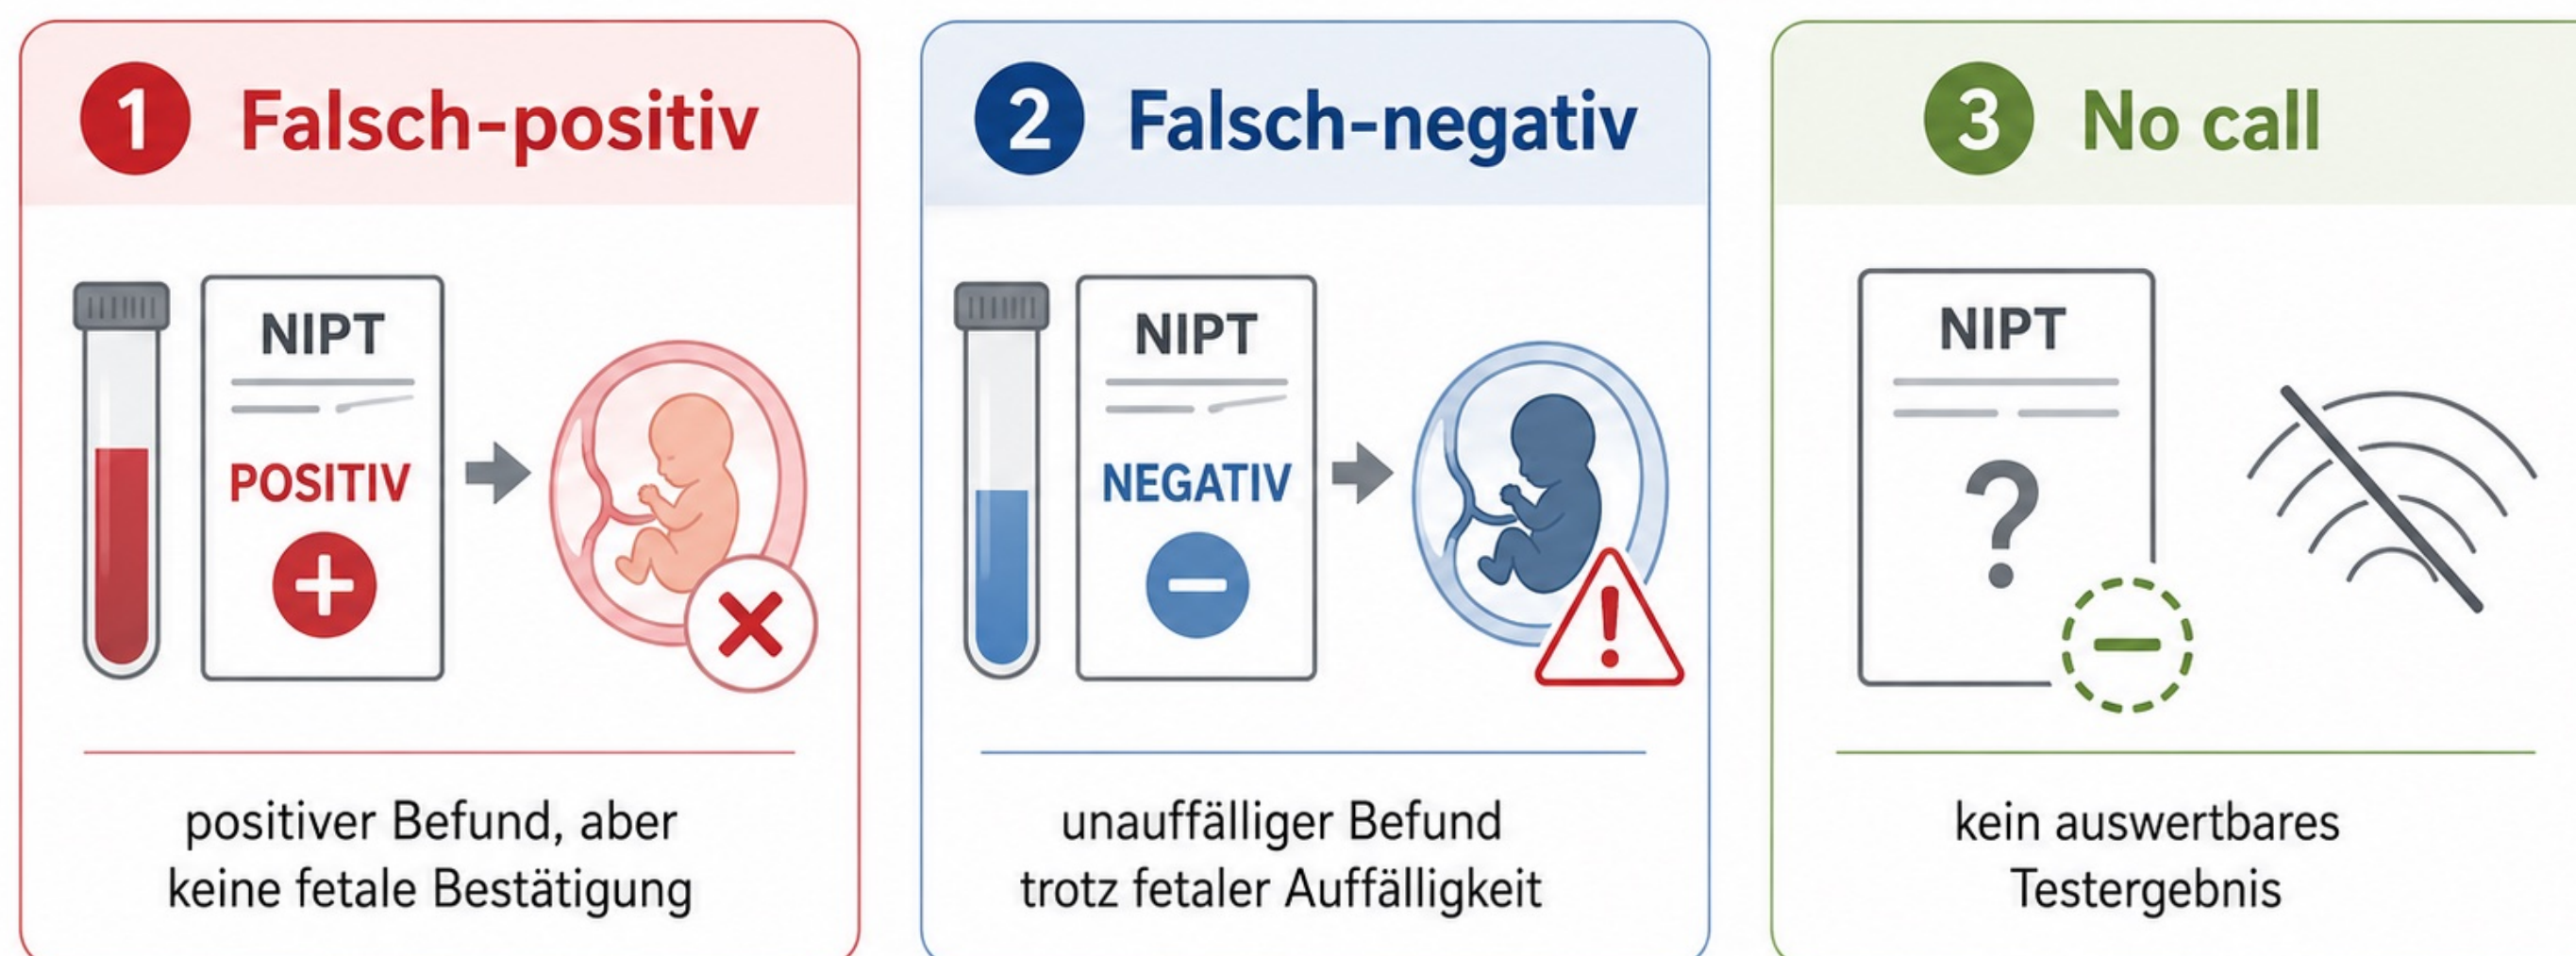 1 Falsch-positiv
NIPT
POSITIV
positiver Befund, aber
keine fetale Bestätigung
2 Falsch-negativ
NIPT
NEGATIV
!
unauffälliger Befund
trotz fetaler Auffälligkeit
3 No call
NIPT
?
kein auswertbares
Testergebnis